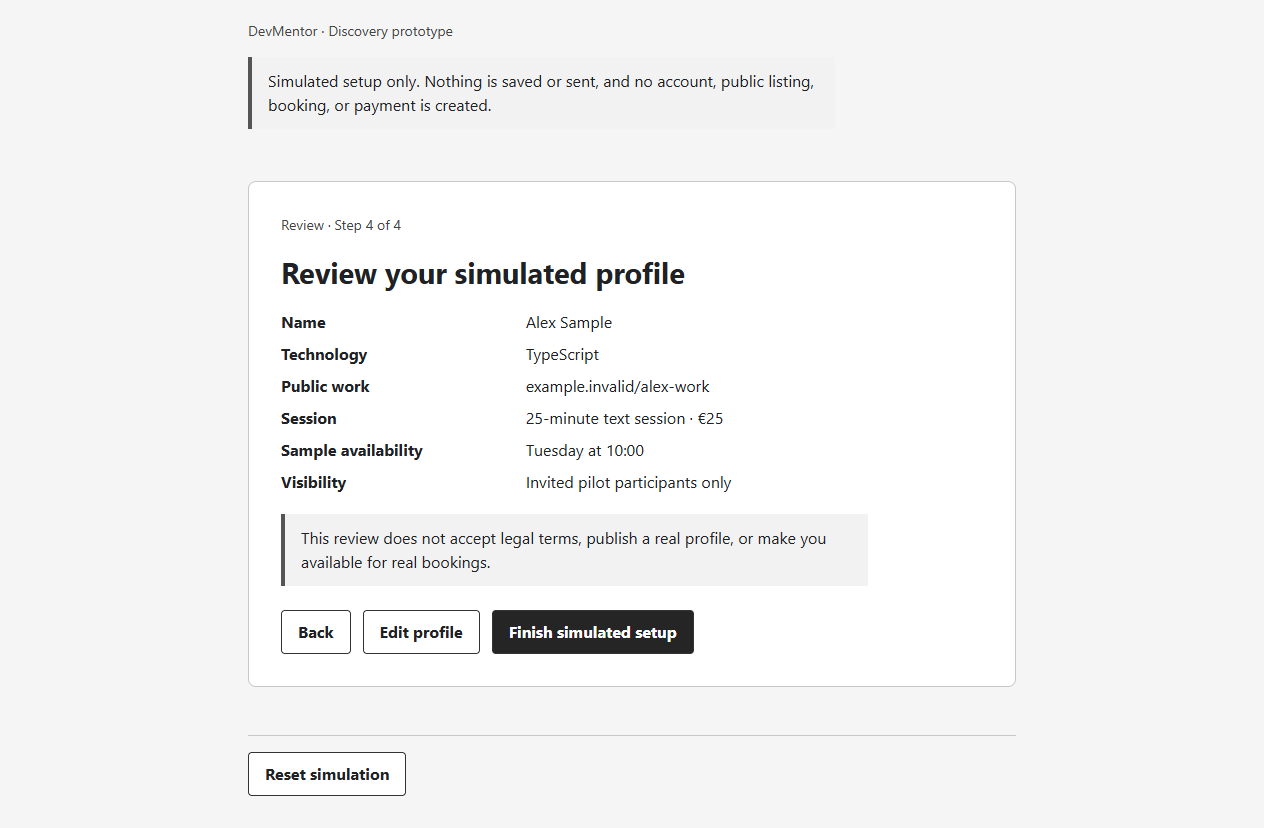 DevMentor · Discovery prototype
Simulated setup only. Nothing is saved or sent, and no account, public listing,
booking, or payment is created.
Review · Step 4 of 4
Review your simulated profile
Name Alex Sample
Technology TypeScript
Public work example.invalid/alex-work
Session 25-minute text session · €25
Sample availability Tuesday at 10:00
Visibility Invited pilot participants only
This review does not accept legal terms, publish a real profile, or make you
available for real bookings.
Back Edit profile Finish simulated setup
Reset simulation